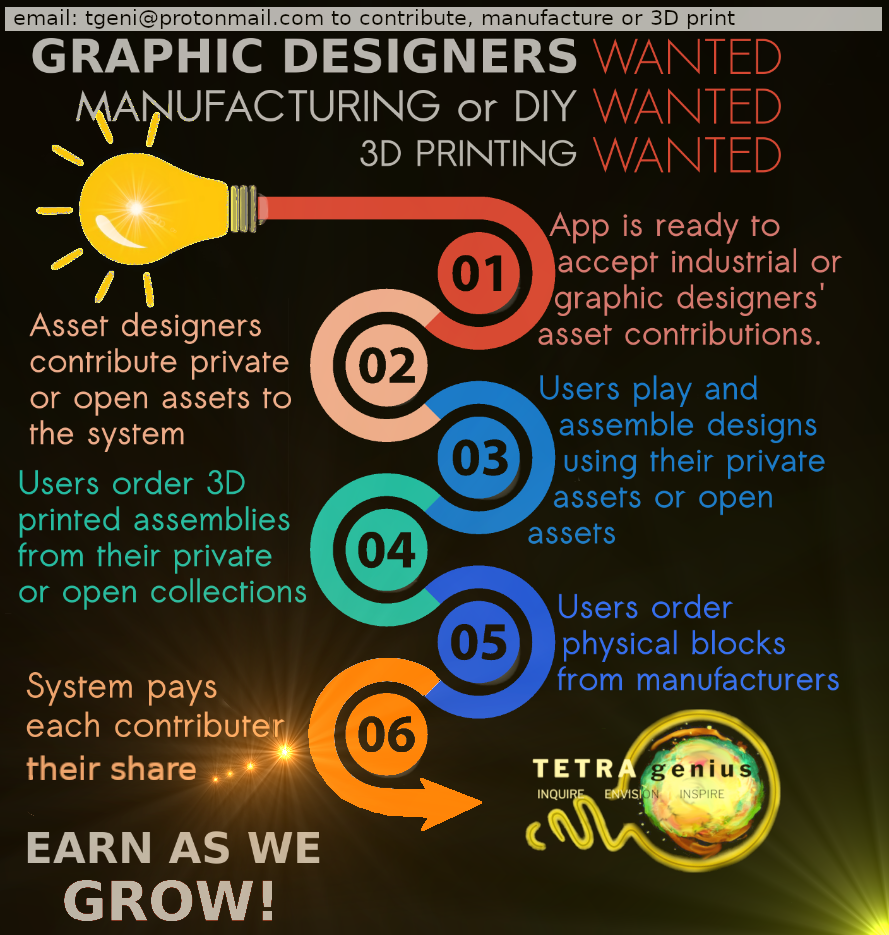 email: tgeni@protonmail.com to contribute, manufacture or 3D print
GRAPHIC DESIGNERS WANTED
MANUFACTURING or DIY WANTED
3D PRINTING WANTED
01
App is ready to
accept industrial or
graphic designers'
asset contributions.
02
Asset designers
contribute private
or open assets to
the system
03
Users play and
assemble designs
using their private
assets or open
assets
04
Users order 3D
printed assemblies
from their private
or open collections
05
Users order
physical blocks
from manufacturers
06
System pays
each contributer
their share
TETRA genius
INQUIRE ENVISION INSPIRE
EARN AS WE
GROW!